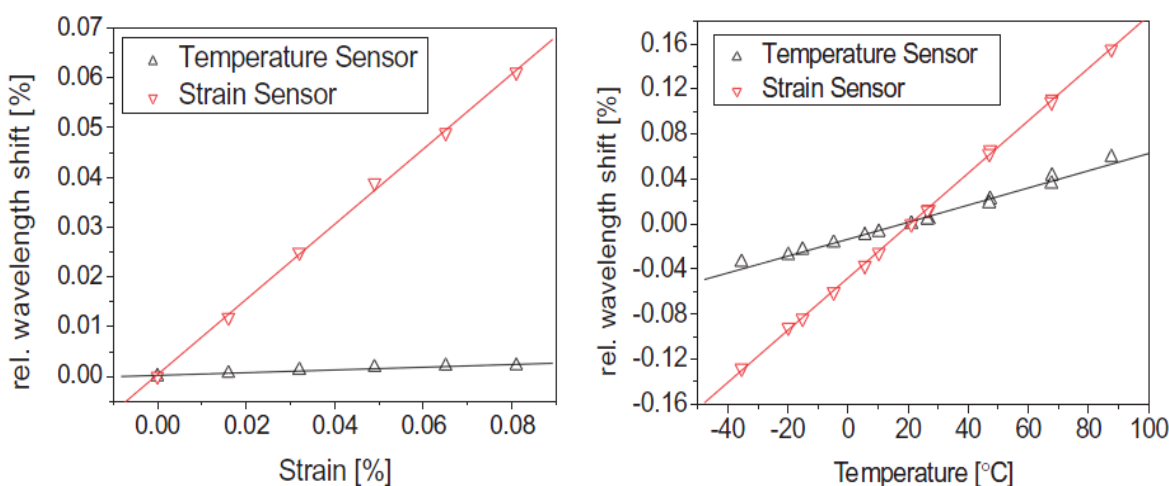 rel. wavelength shift [%]
0.07
0.06
0.05
0.04
0.03
0.02
0.01
0.00
Temperature Sensor
Strain Sensor
0.00 0.02 0.04 0.06 0.08
Strain [%]
rel. wavelength shift [%]
0.16
0.12
0.08
0.04
0.00
-0.04
-0.08
-0.12
-0.16
Temperature Sensor
Strain Sensor
-40 -20 0 20 40 60 80 100
Temperature [°C]